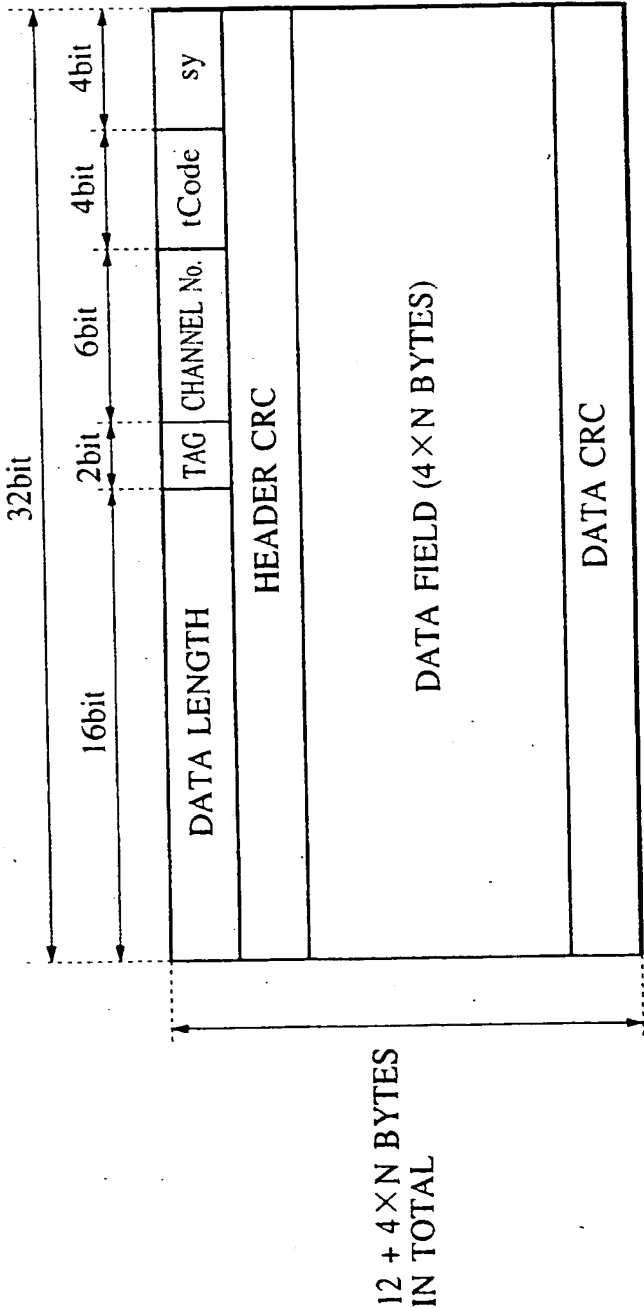 32bit
16bit 2bit 6bit 4bit 4bit
DATA LENGTH TAG CHANNEL No. tCode sy
HEADER CRC
DATA FIELD (4×N BYTES)
DATA CRC
12 + 4×N BYTES
IN TOTAL